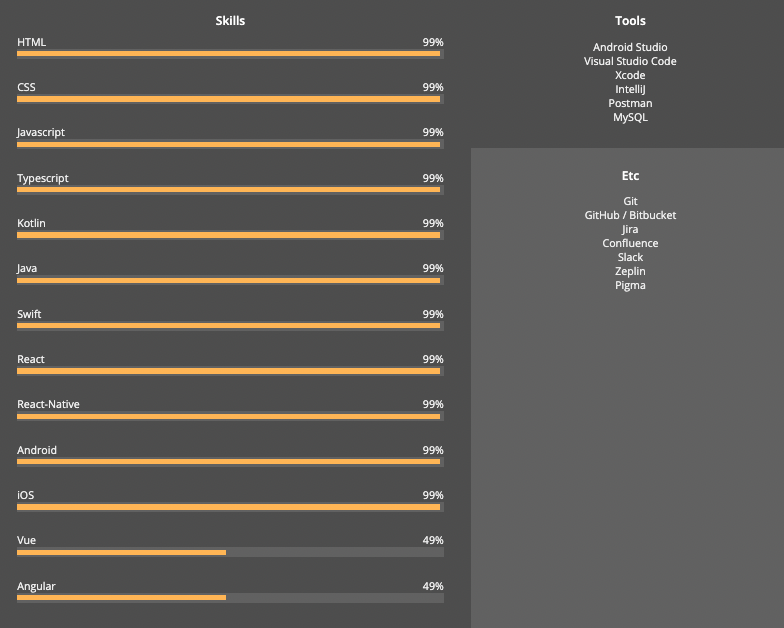 Skills
HTML 99%
CSS 99%
Javascript 99%
Typescript 99%
Kotlin 99%
Java 99%
Swift 99%
React 99%
React-Native 99%
Android 99%
iOS 99%
Vue 49%
Angular 49%
Tools
Android Studio
Visual Studio Code
Xcode
IntelliJ
Postman
MySQL
Etc
Git
GitHub / Bitbucket
Jira
Confluence
Slack
Zeplin
Pigma